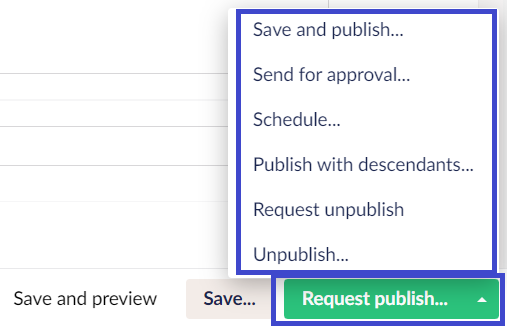 Save and publish...
Send for approval...
Schedule...
Publish with descendants...
Request unpublish
Unpublish...
Save and preview
Save...
Request publish...